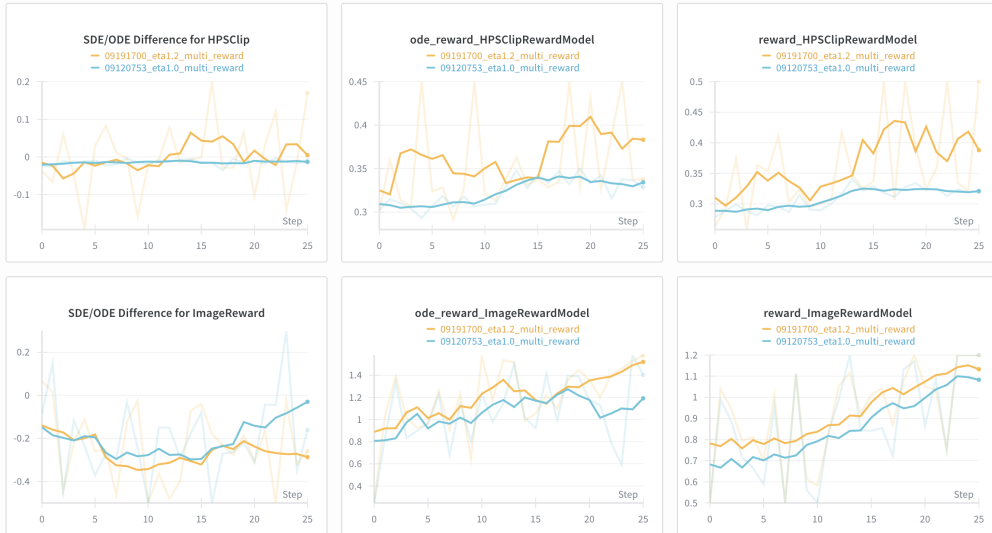 SDE/ODE Difference for HPSClip
09191700_eta1.2_multi_reward
09120753_eta1.0_multi_reward
0.2
0.1
0
-0.1
Step
0 5 10 15 20 25
ode_reward_HPSClipRewardModel
09191700_eta1.2_multi_reward
09120753_eta1.0_multi_reward
0.45
0.4
0.35
0.3
Step
0 5 10 15 20 25
reward_HPSClipRewardModel
09191700_eta1.2_multi_reward
09120753_eta1.0_multi_reward
0.5
0.45
0.4
0.35
0.3
Step
0 5 10 15 20 25
SDE/ODE Difference for ImageReward
0.2
0
-0.2
-0.4
Step
0 5 10 15 20 25
ode_reward_ImageRewardModel
09191700_eta1.2_multi_reward
09120753_eta1.0_multi_reward
1.4
1.2
1
0.8
0.6
0.4
Step
0 5 10 15 20 25
reward_ImageRewardModel
09191700_eta1.2_multi_reward
09120753_eta1.0_multi_reward
1.2
1.1
1
0.9
0.8
0.7
0.6
0.5
Step
0 5 10 15 20 25